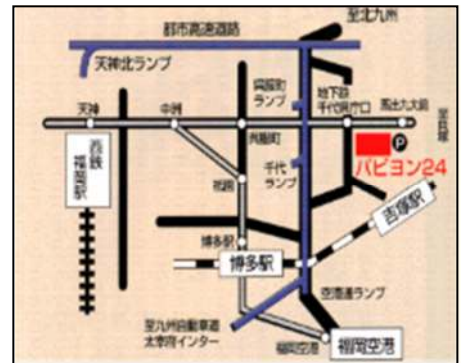 至北九州
都市高速道路
天神北ランプ
呉服町
ランプ
地下鉄
千代県庁口
馬出九大前
天神
中洲
呉服町
至貝塚
P
パピヨン24
西鉄
福岡駅
千代
ランプ
祇園
吉塚駅
博多駅
博多駅
空港通ランプ
至九州自動車道
太宰府インター
福岡空港
福岡空港